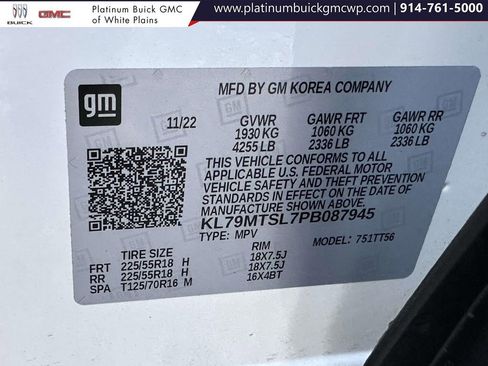 BUICK GMC Platinum Buick GMC of White Plains www.platinumbuickgmcwp.com | 914-761-5000
gm
MFD BY GM KOREA COMPANY
11/22 GVWR GAWR FRT GAWR RR
1930 KG 1060 KG 1060 KG
4255 LB 2336 LB 2336 LB
THIS VEHICLE CONFORMS TO ALL
APPLICABLE U.S. FEDERAL MOTOR
VEHICLE SAFETY AND THEFT PREVENTION
STANDARDS IN EFFECT ON THE DATE OF
MANUFACTURE SHOWN ABOVE.
KL79MTSL7PB087945
TYPE: MPV MODEL: 751TT56
TIRE SIZE RIM
FRT 225/55R18 H 18X7.5J
RR 225/55R18 H 18X7.5J
SPA T125/70R16 M 16X4BT